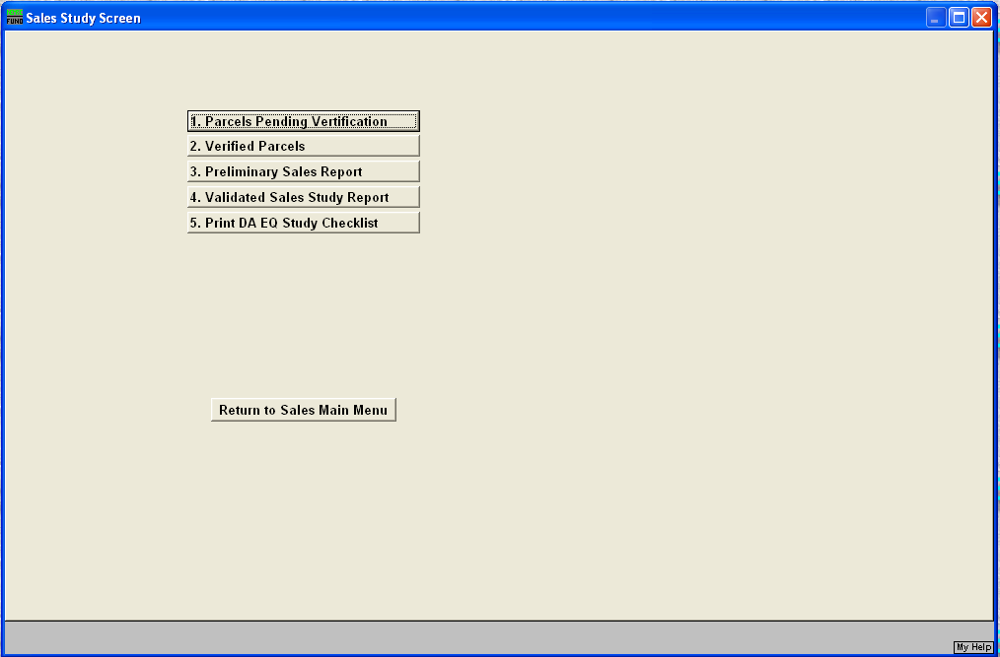 FUND Sales Study Screen
1. Parcels Pending Vertification
2. Verified Parcels
3. Preliminary Sales Report
4. Validated Sales Study Report
5. Print DA EQ Study Checklist
Return to Sales Main Menu
My Help